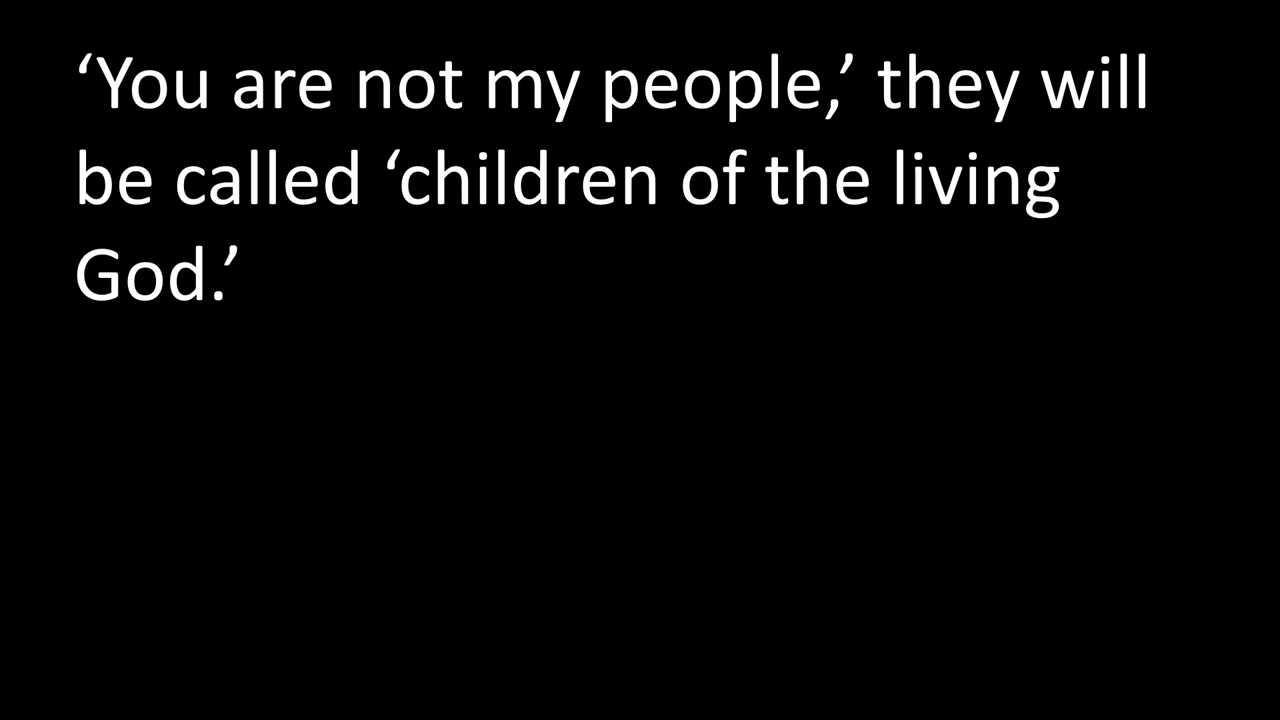 ‘You are not my people,’ they will
be called ‘children of the living
God.’